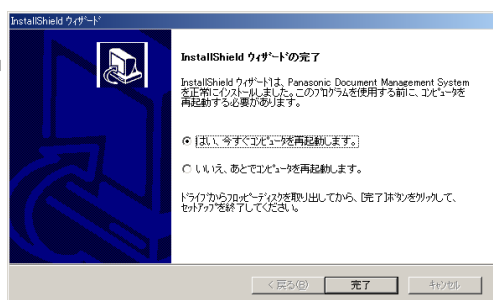 InstallShield ウィザード
InstallShield ウィザードの完了
InstallShield ウィザードは、Panasonic Document Management System
を正常にインストールしました。このプログラムを使用する前に、コンピュータを
再起動する必要があります。
はい、今すぐコンピュータを再起動します。
いいえ、あとでコンピュータを再起動します。
ドライブからフロッピーディスクを取り出してから、[完了]ボタンをクリックして、
セットアップを終了してください。
< 戻る(B)
完了
キャンセル